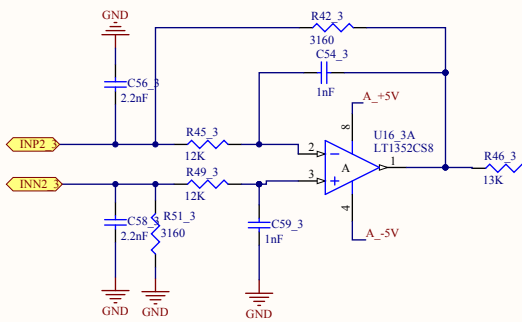 GND
R42_3
3160
C54_3
1nF
C56_3
2.2nF
A_+5V
8
U16_3A
LT1352CS8
INP2_3
R45_3
12K
2
A
1
R46_3
13K
INN2_3
R49_3
12K
3
C58_3
2.2nF
R51_3
3160
C59_3
1nF
4
A_-5V
GND
GND
GND